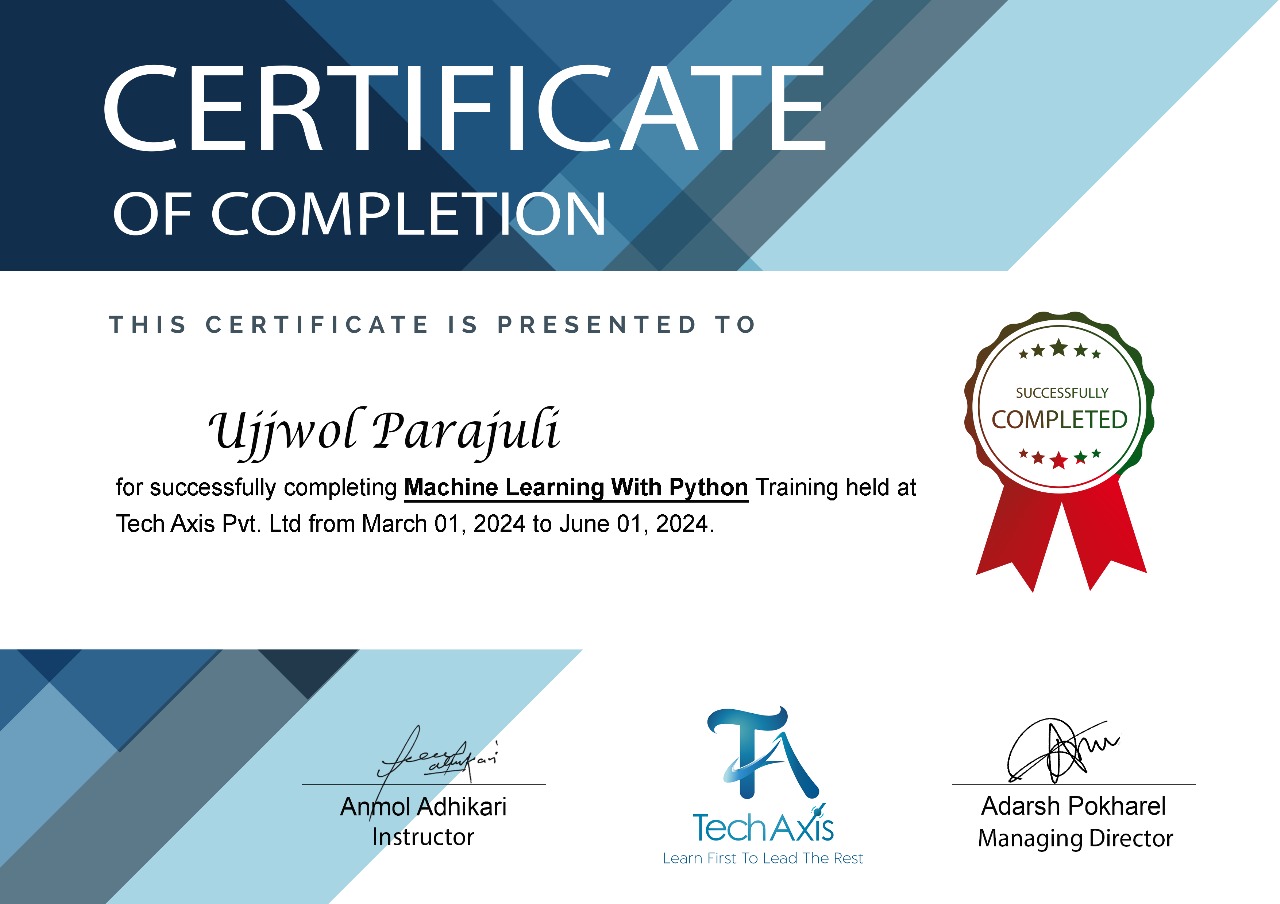 CERTIFICATE
OF COMPLETION
THIS CERTIFICATE IS PRESENTED TO
Ujjwol Parajuli
for successfully completing Machine Learning With Python Training held at
Tech Axis Pvt. Ltd from March 01, 2024 to June 01, 2024.
SUCCESSFULLY
COMPLETED
Anmol Adhikari
Instructor
TA
Tech Axis
Learn First To Lead The Rest
Adarsh Pokharel
Managing Director